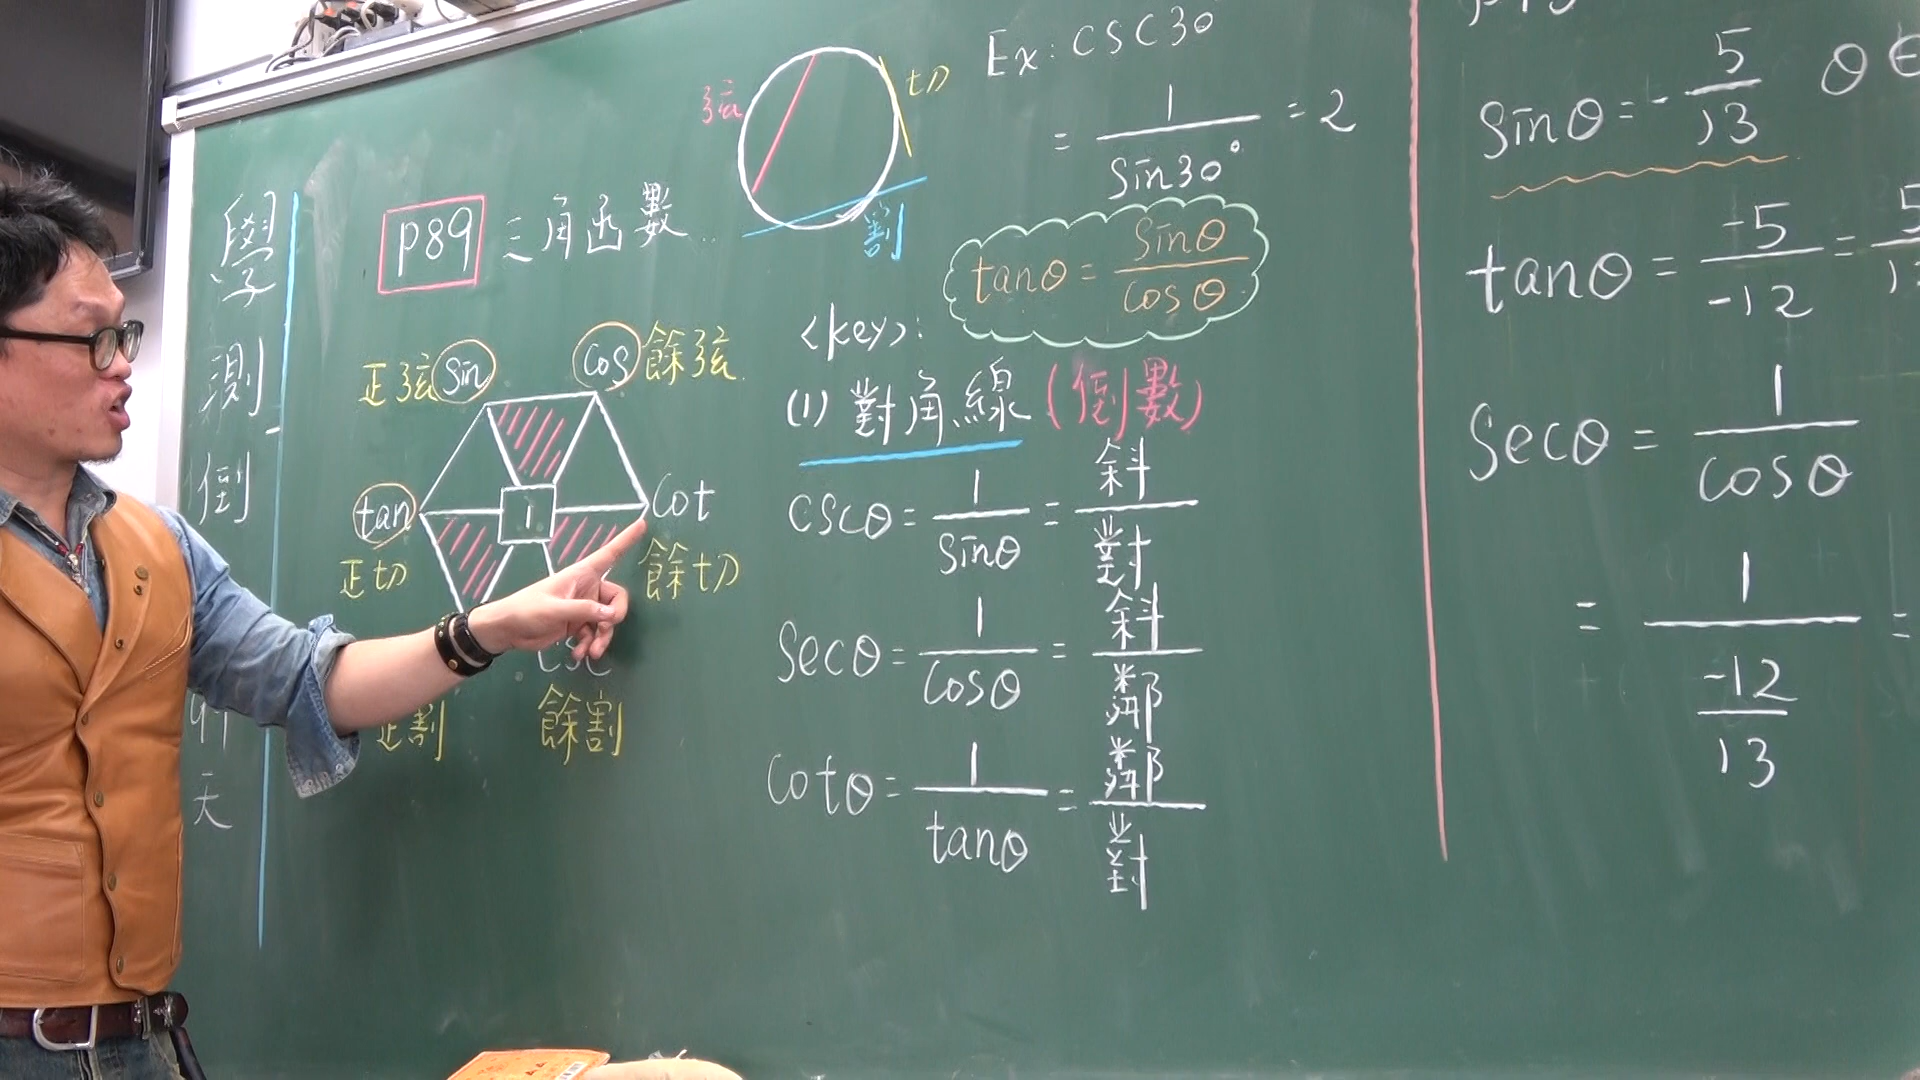 學測倒
天
P89 三角函數
弦
切
割
正弦 sin
cos 餘弦
tan
正切
1
cot
餘切
csc
正割
餘割
Ex: csc30°
= 1/sin30° = 2
tanθ = sinθ/cosθ
<key>:
(1) 對角線 (倒數)
cscθ = 1/sinθ = 斜/對
secθ = 1/cosθ = 斜/鄰
cotθ = 1/tanθ = 鄰/對
sinθ = -5/13 θ∈
tanθ = -5/-12 =
secθ = 1/cosθ
= 1/(-12/13) =